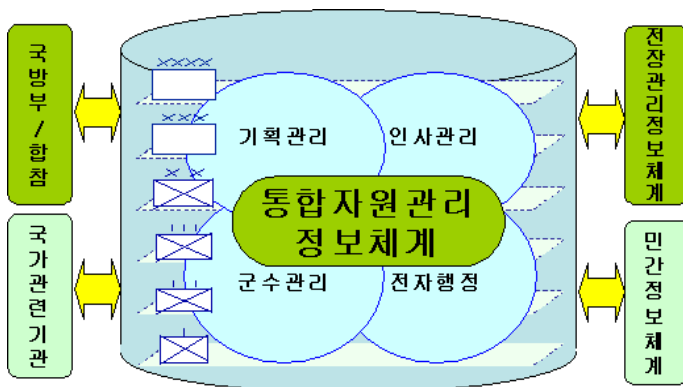 국방부/합참
전장관리정보체계
기획관리
인사관리
통합자원관리
정보체계
군수관리
전자행정
국가관련기관
민간정보체계